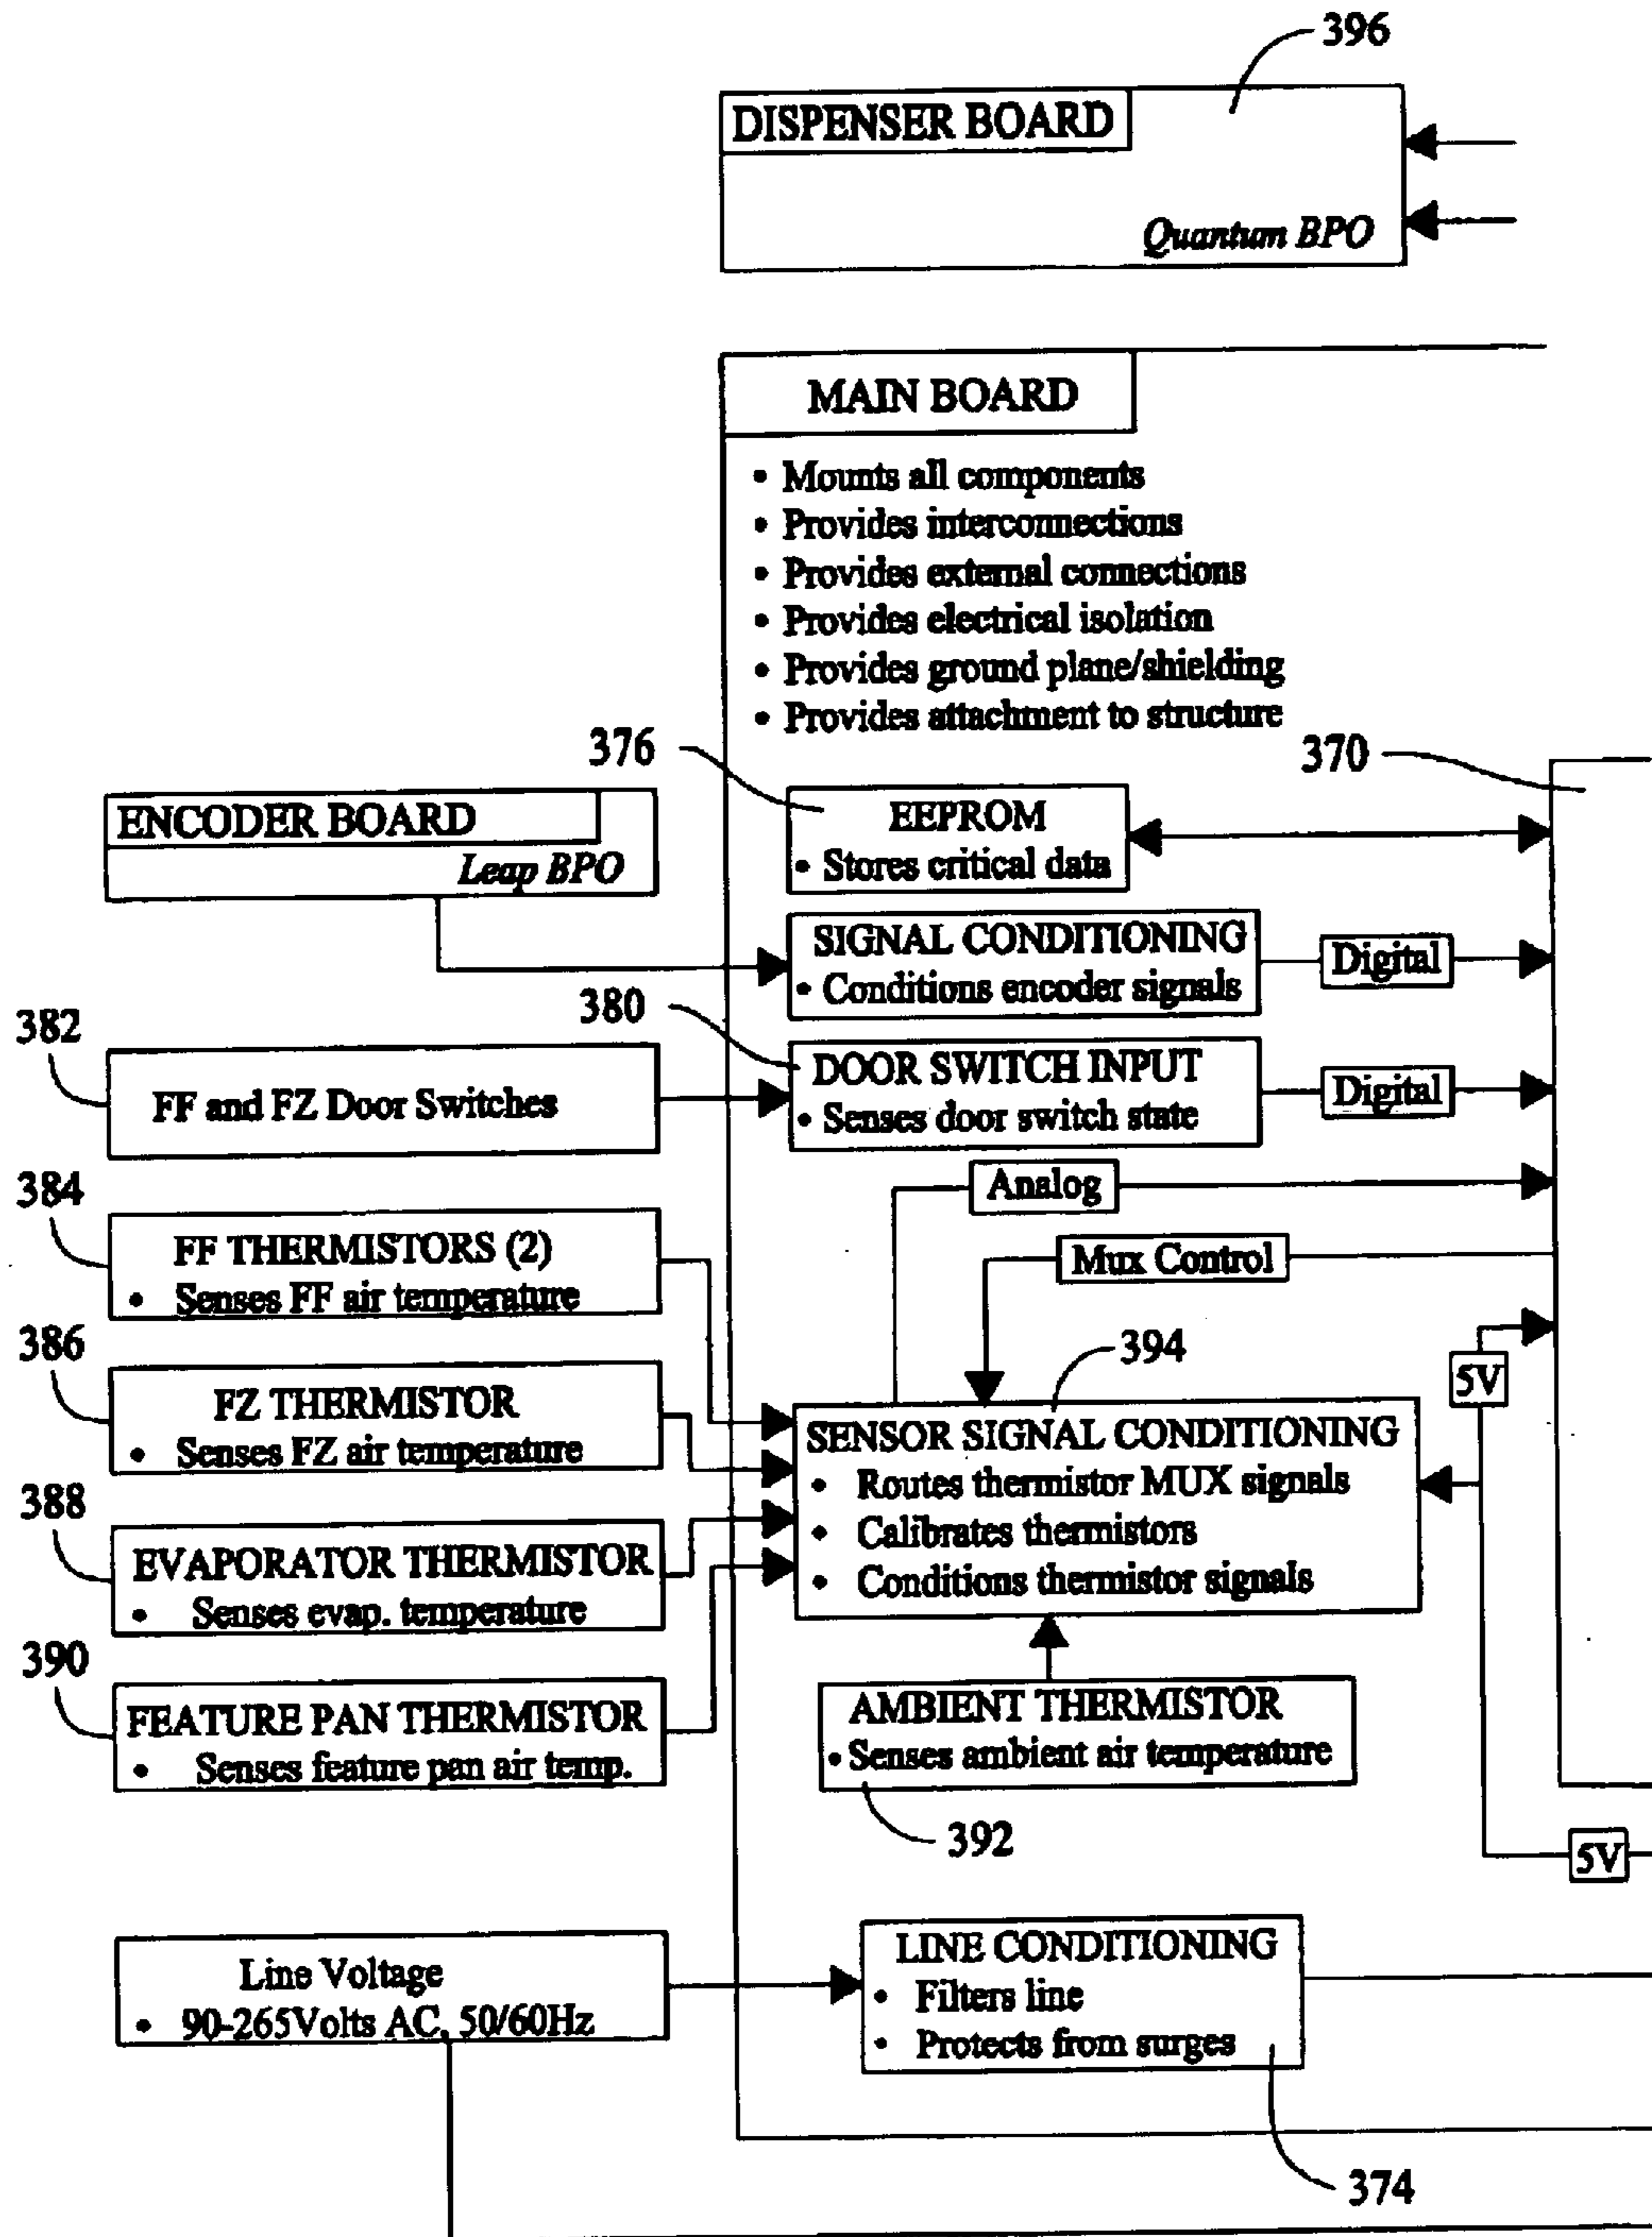 396
DISPENSER BOARD
Quantum BPO
MAIN BOARD
• Mounts all components
• Provides interconnections
• Provides external connections
• Provides electrical isolation
• Provides ground plane/shielding
• Provides attachment to structure
376
370
ENCODER BOARD
Leap BPO
EEPROM
• Stores critical data
SIGNAL CONDITIONING
• Conditions encoder signals
Digital
382
380
FF and FZ Door Switches
DOOR SWITCH INPUT
• Senses door switch state
Digital
Analog
384
FF THERMISTORS (2)
• Senses FF air temperature
Mux Control
386
FZ THERMISTOR
• Senses FZ air temperature
394
5V
SENSOR SIGNAL CONDITIONING
• Routes thermistor MUX signals
• Calibrates thermistors
• Conditions thermistor signals
388
EVAPORATOR THERMISTOR
• Senses evap. temperature
390
FEATURE PAN THERMISTOR
• Senses feature pan air temp.
AMBIENT THERMISTOR
• Senses ambient air temperature
392
5V
Line Voltage
• 90-265Volts AC, 50/60Hz
LINE CONDITIONING
• Filters line
• Protects from surges
374